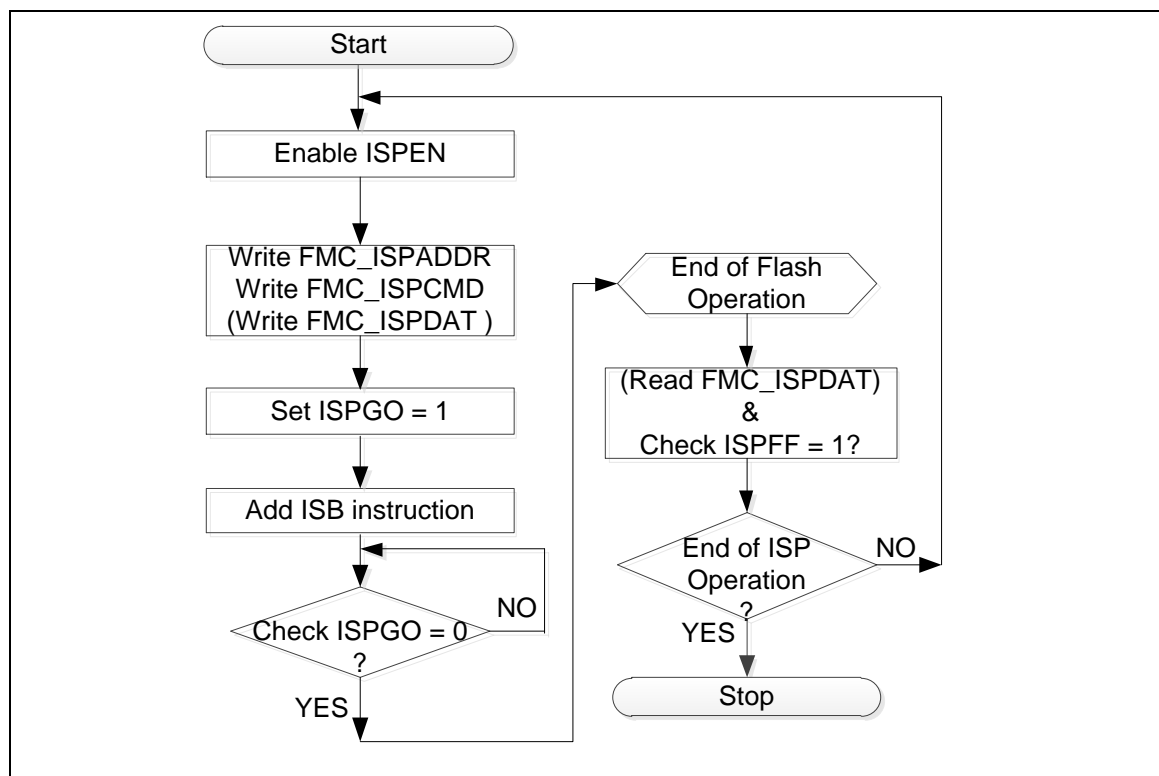 Start
Enable ISPEN
Write FMC_ISPADDR
Write FMC_ISPCMD
(Write FMC_ISPDAT )
Set ISPGO = 1
Add ISB instruction
NO
Check ISPGO = 0
?
YES
End of Flash
Operation
(Read FMC_ISPDAT)
&
Check ISPFF = 1?
End of ISP
Operation
?
NO
YES
Stop